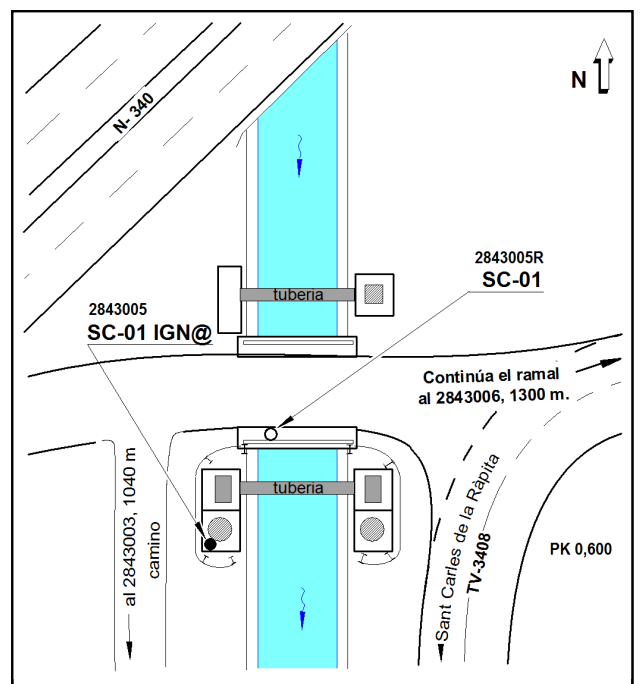 N- 340
N
2843005R
SC-01
tuberia
2843005
SC-01 IGN@
Continúa el ramal
al 2843006, 1300 m.
tuberia
al 2843003, 1040 m
camino
Sant Carles de la Ràpita
TV-3408
PK 0,600